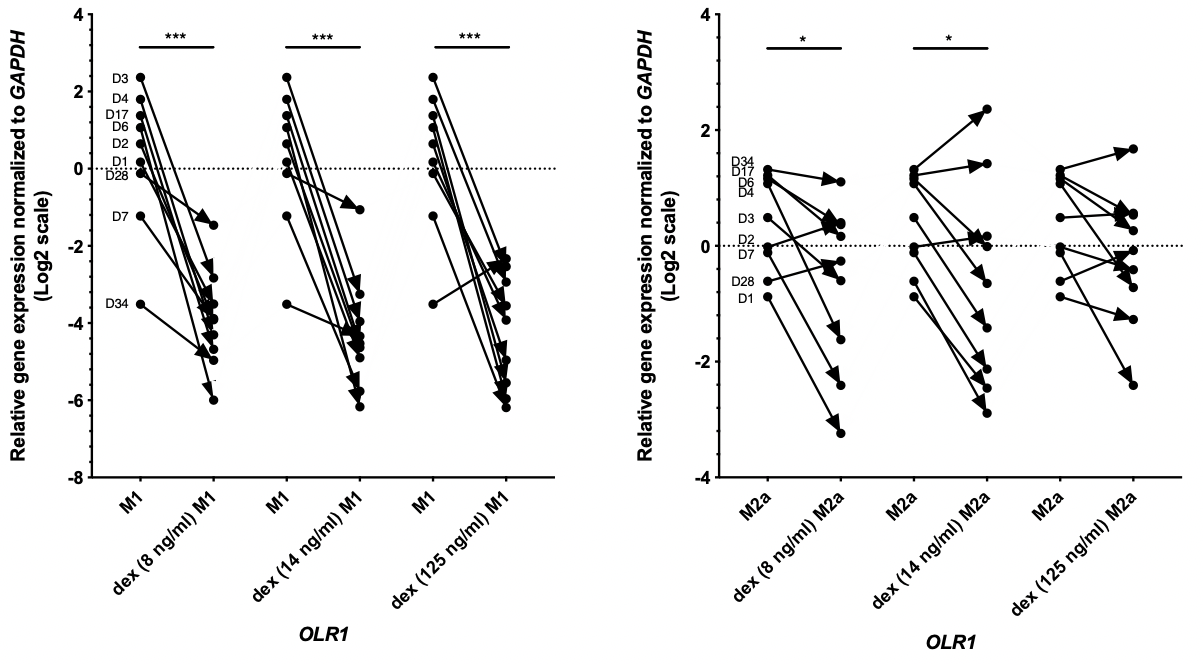 Relative gene expression normalized to GAPDH
(Log2 scale)
4
2
0
-2
-4
-6
-8
***
***
***
D3
D4
D17
D6
D2
D1
D28
D7
D34
M1
dex (8 ng/ml) M1
M1
dex (14 ng/ml) M1
M1
dex (125 ng/ml) M1
OLR1
Relative gene expression normalized to GAPDH
(Log2 scale)
4
2
0
-2
-4
*
*
D34
D17
D6
D4
D3
D2
D7
D28
D1
M2a
dex (8 ng/ml) M2a
M2a
dex (14 ng/ml) M2a
M2a
dex (125 ng/ml) M2a
OLR1